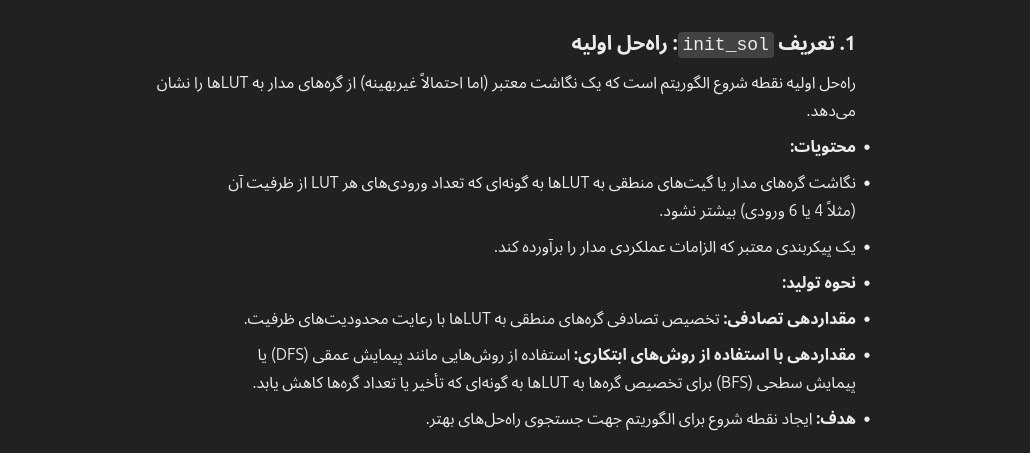 1. تعریف init_sol: راه‌حل اولیه
راه‌حل اولیه نقطه شروع الگوریتم است که یک نگاشت معتبر (اما احتمالاً غیربهینه) از گره‌های مدار به LUTها را نشان
می‌دهد.
• محتویات:
• نگاشت گره‌های مدار یا گیت‌های منطقی به LUTها به گونه‌ای که تعداد ورودی‌های هر LUT از ظرفیت آن
(مثلاً 4 یا 6 ورودی) بیشتر نشود.
• یک پیکربندی معتبر که الزامات عملکردی مدار را برآورده کند.
• نحوه تولید:
• مقداردهی تصادفی: تخصیص تصادفی گره‌های منطقی به LUTها با رعایت محدودیت‌های ظرفیت.
• مقداردهی با استفاده از روش‌های ابتکاری: استفاده از روش‌هایی مانند پیمایش عمقی (DFS) یا
پیمایش سطحی (BFS) برای تخصیص گره‌ها به LUTها به گونه‌ای که تأخیر یا تعداد گره‌ها کاهش یابد.
• هدف: ایجاد نقطه شروع برای الگوریتم جهت جستجوی راه‌حل‌های بهتر.